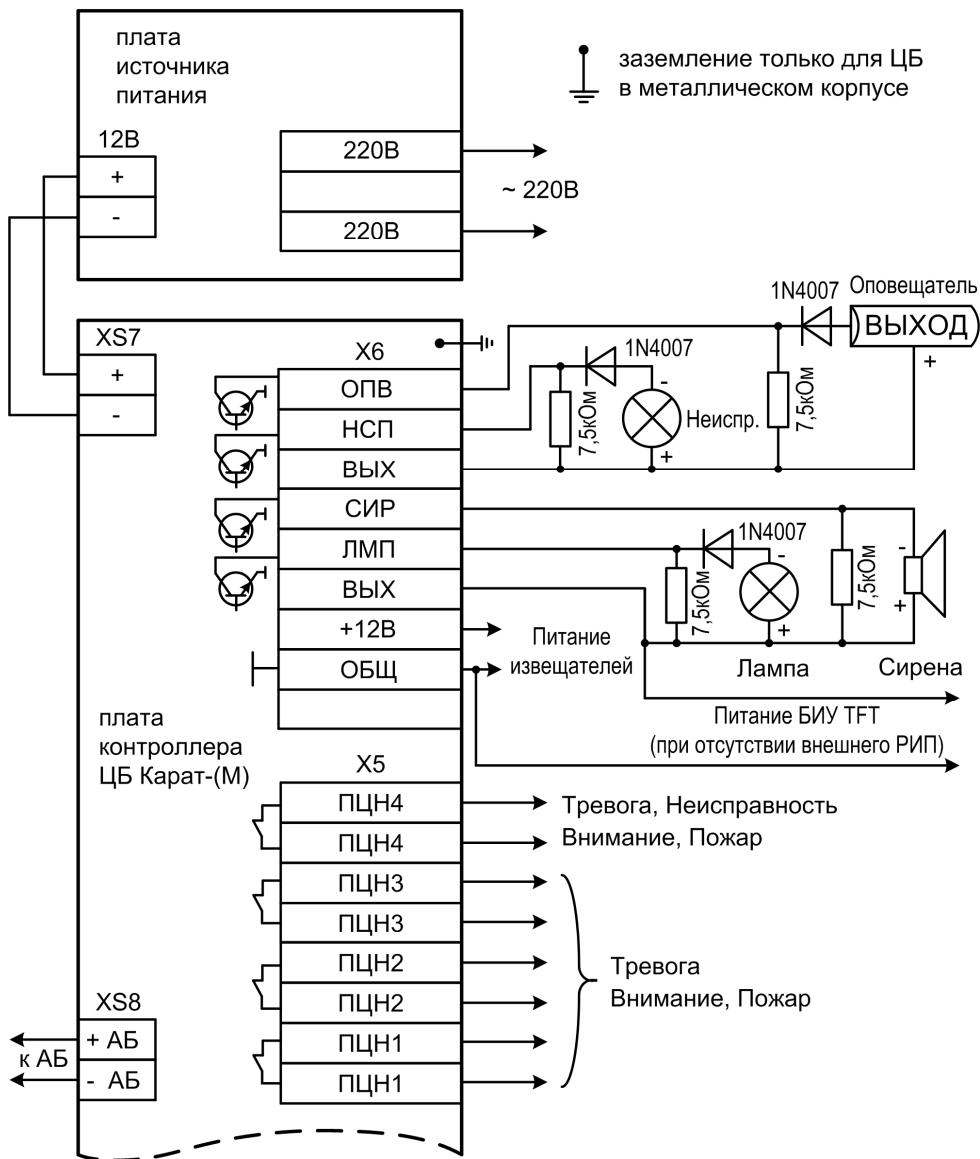 плата
источника
питания
заземление только для ЦБ
в металлическом корпусе
12В
+
-
220В
~ 220В
220В
XS7
+
-
X6
ОПВ
НСП
ВЫХ
СИР
ЛМП
ВЫХ
+12В
ОБЩ
1N4007
7,5кОм
-
+
Неиспр.
1N4007
Оповещатель
ВЫХОД
+
7,5кОм
1N4007
7,5кОм
-
+
Лампа
7,5кОм
-
+
Сирена
Питание
извещателей
Питание БИУ TFT
(при отсутствии внешнего РИП)
плата
контроллера
ЦБ Карат-(М)
X5
ПЦН4
ПЦН4
ПЦН3
ПЦН3
ПЦН2
ПЦН2
ПЦН1
ПЦН1
Тревога, Неисправность
Внимание, Пожар
Тревога
Внимание, Пожар
XS8
+ АБ
- АБ
к АБ